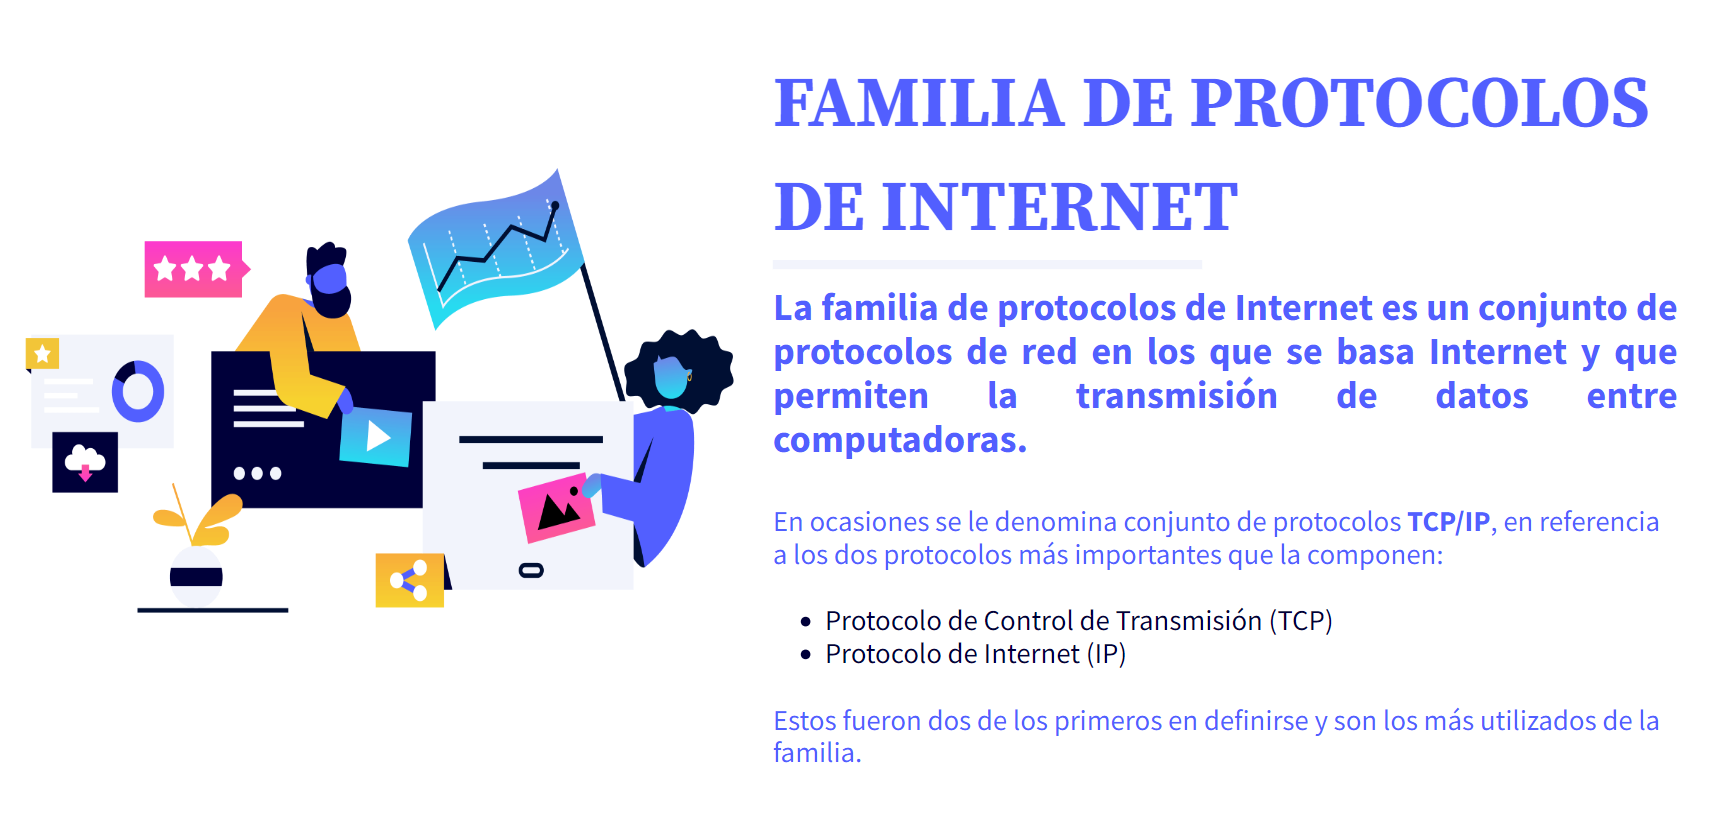 FAMILIA DE PROTOCOLOS
DE INTERNET
La familia de protocolos de Internet es un conjunto de
protocolos de red en los que se basa Internet y que
permiten la transmisión de datos entre
computadoras.
En ocasiones se le denomina conjunto de protocolos TCP/IP, en referencia
a los dos protocolos más importantes que la componen:
• Protocolo de Control de Transmisión (TCP)
• Protocolo de Internet (IP)
Estos fueron dos de los primeros en definirse y son los más utilizados de la
familia.